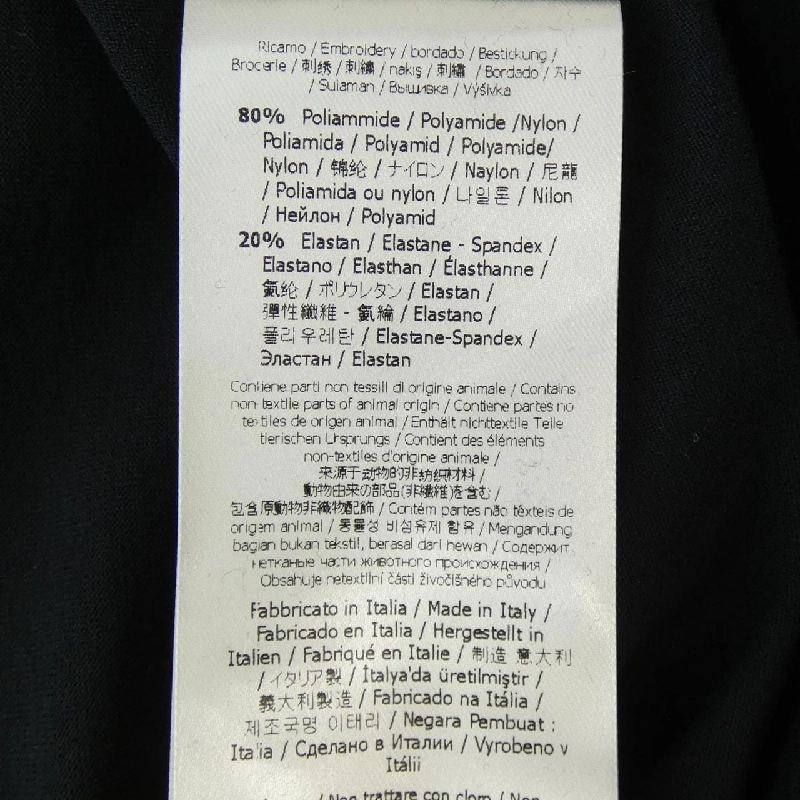 Ricamo / Embroidery / bordado / Bestickung /
Broderie / 刺绣 / 刺繍 / nakış / 刺繡 / Bordado / 자수
/ Sulaman / Вышивка / Výšivka
80% Poliammide / Polyamide /Nylon /
Poliamida / Polyamid / Polyamide/
Nylon / 锦纶 / ナイロン / Naylon / 尼龍
/ Poliamida ou nylon / 나일론 / Nilon
/ Нейлон / Polyamid
20% Elastan / Elastane - Spandex /
Elastano / Elasthan / Élasthanne /
氨纶 / ポリウレタン / Elastan /
彈性纖維 - 氨綸 / Elastano /
폴리우레탄 / Elastane-Spandex /
Эластан / Elastan
Contiene parti non tessili di origine animale / Contains
non-textile parts of animal origin / Contiene partes no
textiles de origen animal / Enthält nichttextile Teile
tierischen Ursprungs / Contient des éléments
non-textiles d'origine animale /
来源于动物的非纺织材料 /
動物由来の部品(非繊維)を含む /
包含原動物非織物配飾 / Contém partes não têxteis de
origem animal / 동물성 비섬유제 함유 / Mengandung
bagian bukan tekstil, berasal dari hewan / Содержит
нетканые части животного происхождения /
Obsahuje netextilní části živočišného původu
Fabbricato in Italia / Made in Italy /
Fabricado en Italia / Hergestellt in
Italien / Fabriqué en Italie / 制造 意大利
/ イタリア製 / İtalya'da üretilmiştir /
義大利製造 / Fabricado na Itália /
제조국명 이태리 / Negara Pembuat :
Italia / Сделано в Италии / Vyrobeno v
Itálii
/ Non trattare con cloro / Non